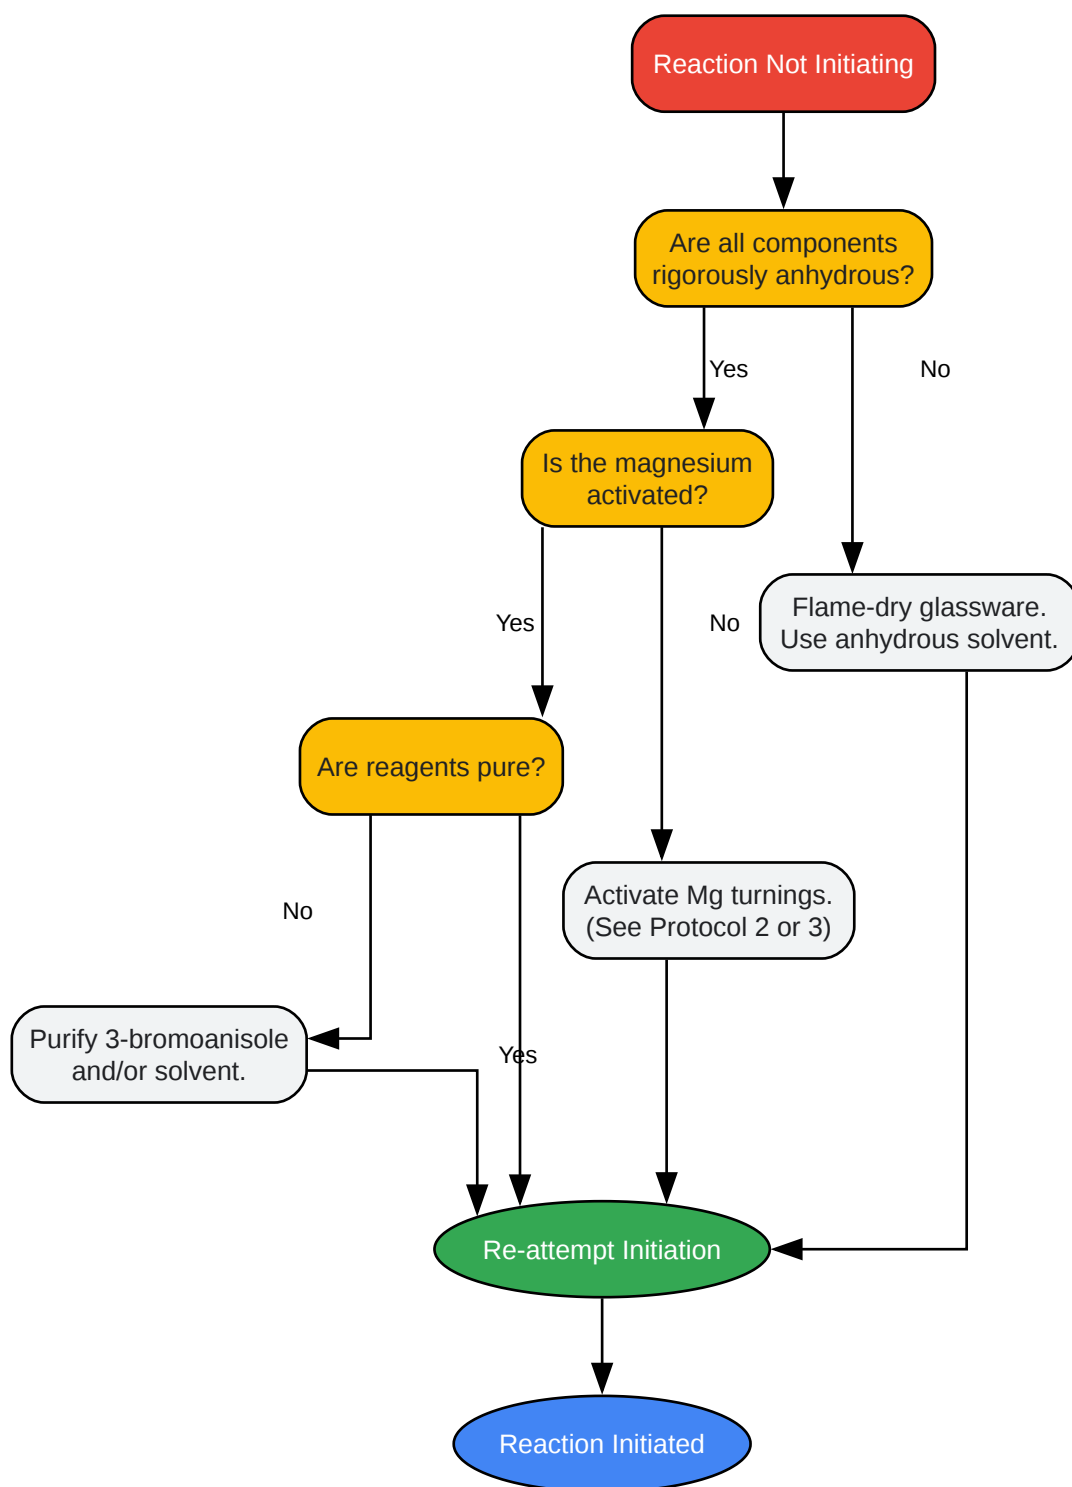 Reaction Not Initiating
Are all components
rigorously anhydrous?
Yes
No
Is the magnesium
activated?
Flame-dry glassware.
Use anhydrous solvent.
Yes
No
Are reagents pure?
Activate Mg turnings.
(See Protocol 2 or 3)
No
Purify 3-bromoanisole
and/or solvent.
Yes
Re-attempt Initiation
Reaction Initiated